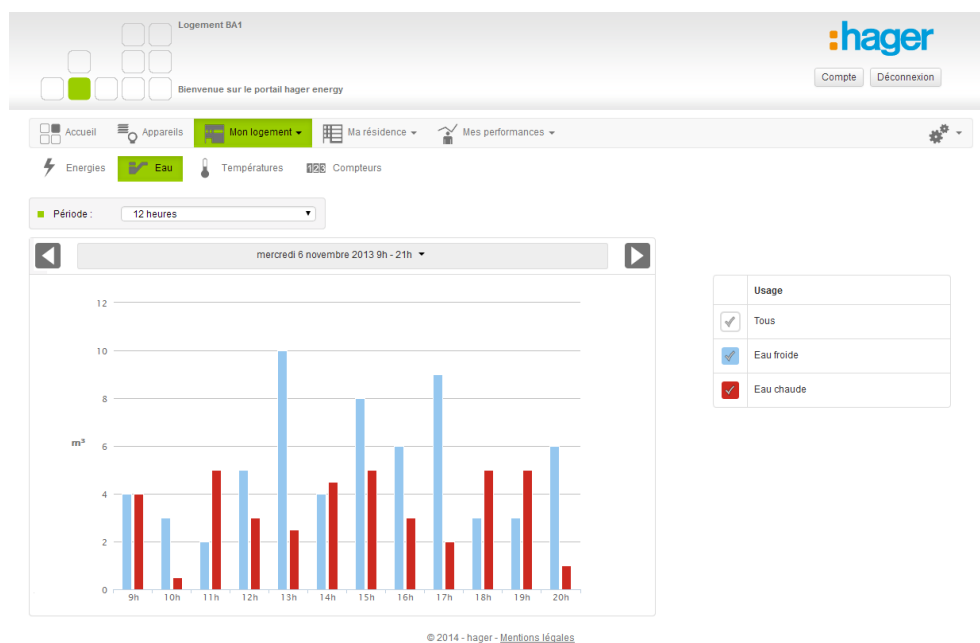 Logement BA1
:hager
Compte Déconnexion
Bienvenue sur le portail hager energy
Accueil Appareils Mon logement Ma résidence Mes performances
Energies Eau Températures 123 Compteurs
Période : 12 heures
mercredi 6 novembre 2013 9h - 21h
Usage
Tous
Eau froide
Eau chaude
12
10
8
m³ 6
4
2
0
9h 10h 11h 12h 13h 14h 15h 16h 17h 18h 19h 20h
© 2014 - hager - Mentions légales